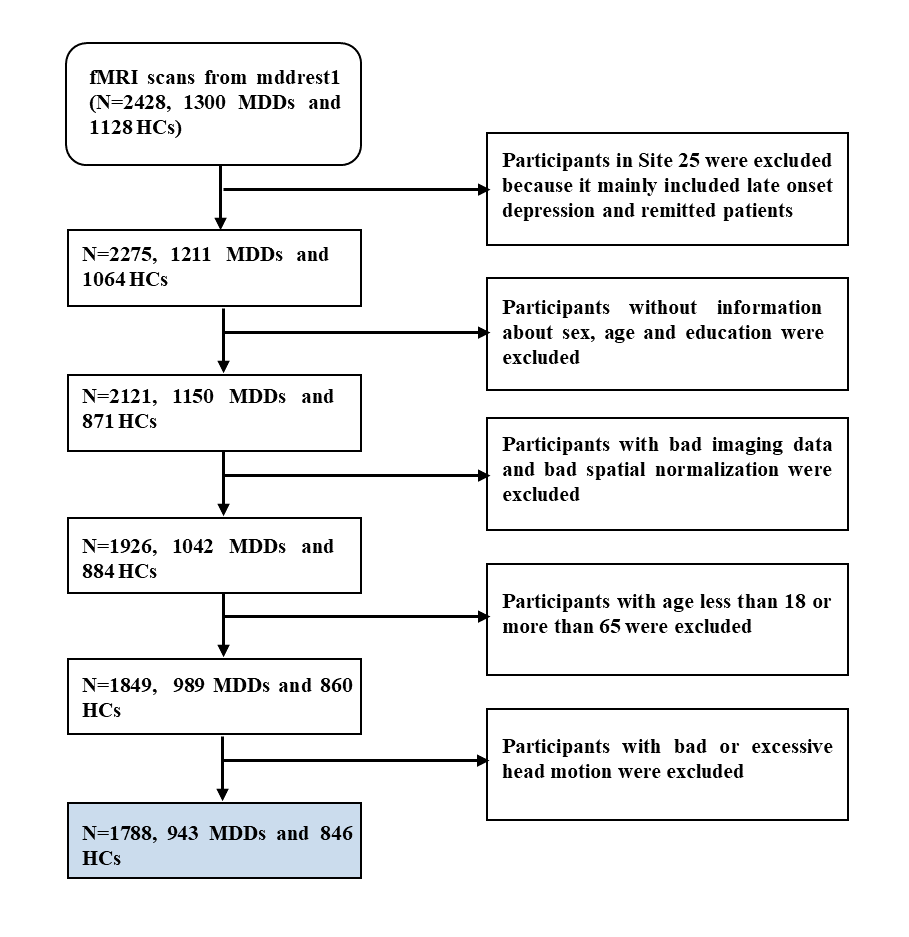 fMRI scans from mddrest1
(N=2428, 1300 MDDs and
1128 HCs)
Participants in Site 25 were excluded
because it mainly included late onset
depression and remitted patients
N=2275, 1211 MDDs and
1064 HCs
Participants without information
about sex, age and education were
excluded
N=2121, 1150 MDDs and
871 HCs
Participants with bad imaging data
and bad spatial normalization were
excluded
N=1926, 1042 MDDs and
884 HCs
Participants with age less than 18 or
more than 65 were excluded
N=1849, 989 MDDs and 860
HCs
Participants with bad or excessive
head motion were excluded
N=1788, 943 MDDs and 846
HCs